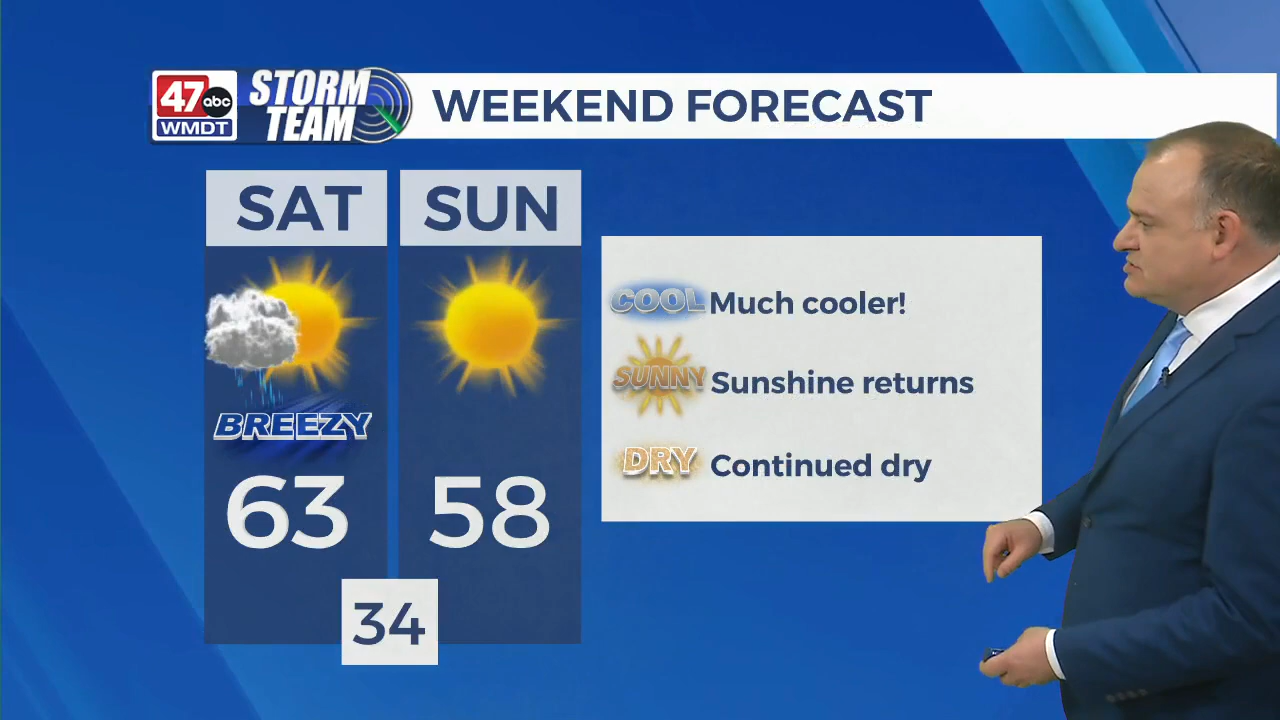 47 abc
WMDT
STORM
TEAM
WEEKEND FORECAST
SAT
SUN
BREEZY
63
58
34
COOL Much cooler!
SUNNY Sunshine returns
DRY Continued dry